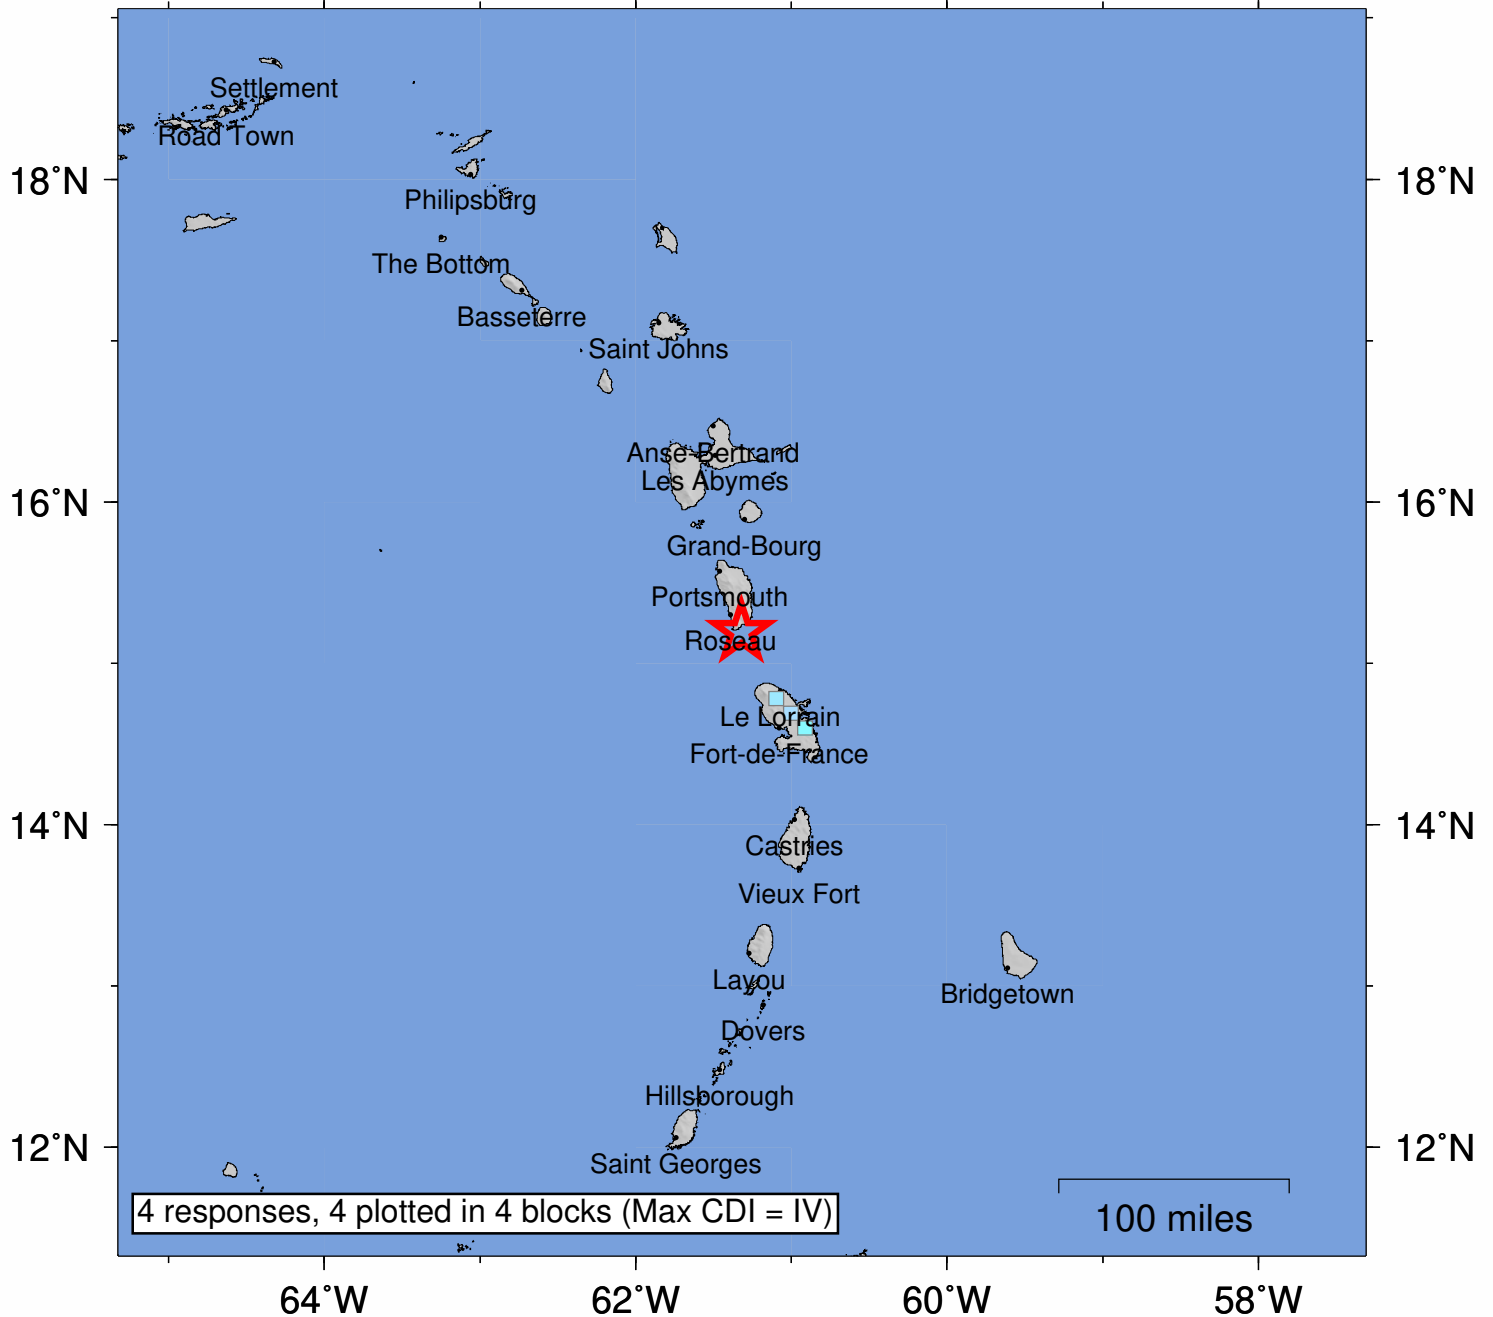 Settlement
Road Town
18˚N
18˚N
Philipsburg
The Bottom
Basseterre
Saint Johns
Anse-Bertrand
Les Abymes
16˚N
16˚N
Grand-Bourg
Portsmouth
Roseau
Le Lorrain
Fort-de-France
14˚N
14˚N
Castries
Vieux Fort
Layou
Bridgetown
Dovers
Hillsborough
12˚N
12˚N
Saint Georges
4 responses, 4 plotted in 4 blocks (Max CDI = IV)
100 miles
64˚W
62˚W
60˚W
58˚W